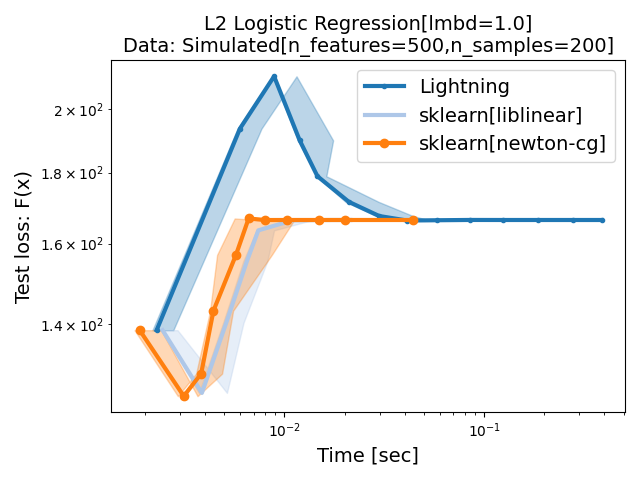 L2 Logistic Regression[lmbd=1.0]
Data: Simulated[n_features=500,n_samples=200]
Lightning
sklearn[liblinear]
sklearn[newton-cg]
Test loss: F(x)
2 × 10²
1.8 × 10²
1.6 × 10²
1.4 × 10²
10⁻²
10⁻¹
Time [sec]